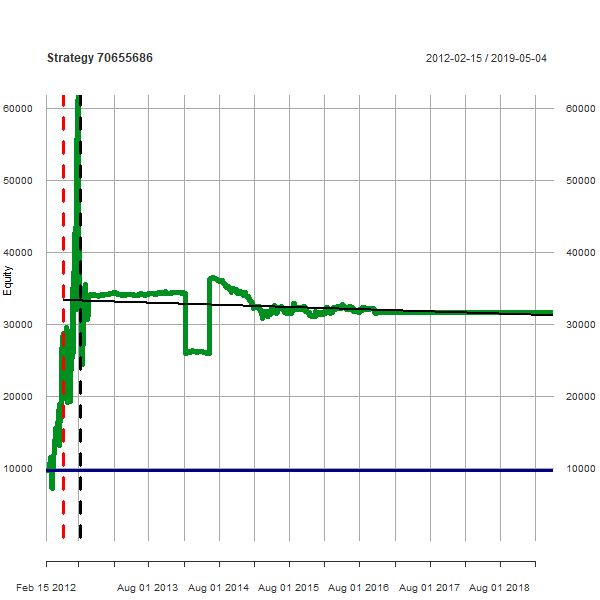 Strategy 70655686
2012-02-15 / 2019-05-04
60000
60000
50000
50000
40000
40000
Equity
30000
30000
20000
20000
10000
10000
Feb 15 2012
Aug 01 2013
Aug 01 2014
Aug 01 2015
Aug 01 2016
Aug 01 2017
Aug 01 2018